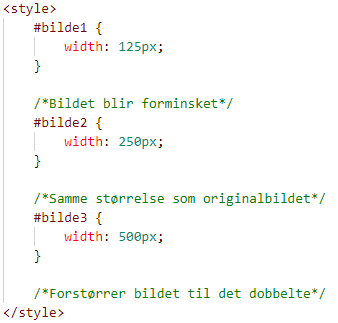 <style>
#bilde1 {
width: 125px;
}
/*Bildet blir forminsket*/
#bilde2 {
width: 250px;
}
/*Samme størrelse som originalbildet*/
#bilde3 {
width: 500px;
}
/*Forstørrer bildet til det dobbelte*/
</style>